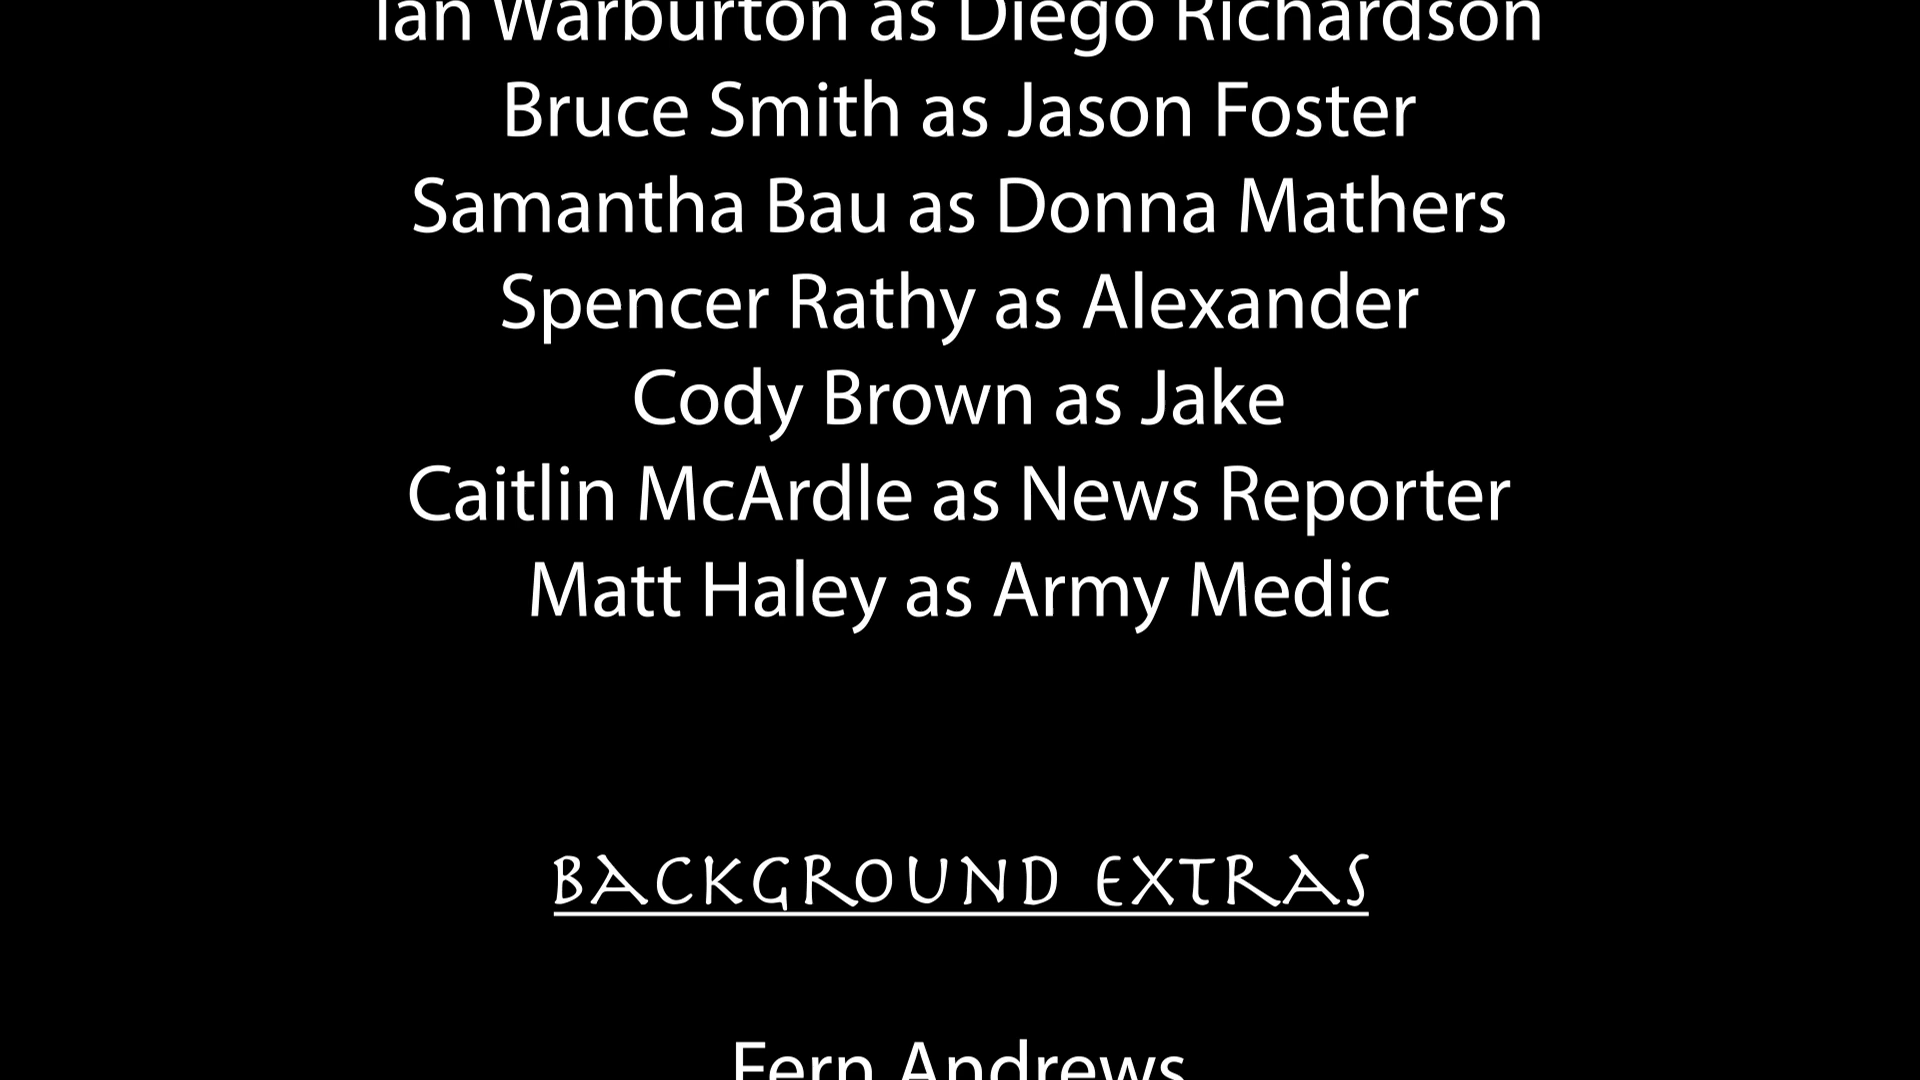 Ian Warburton as Diego Richardson
Bruce Smith as Jason Foster
Samantha Bau as Donna Mathers
Spencer Rathy as Alexander
Cody Brown as Jake
Caitlin McArdle as News Reporter
Matt Haley as Army Medic
BACKGROUND EXTRAS
Fern Andrews